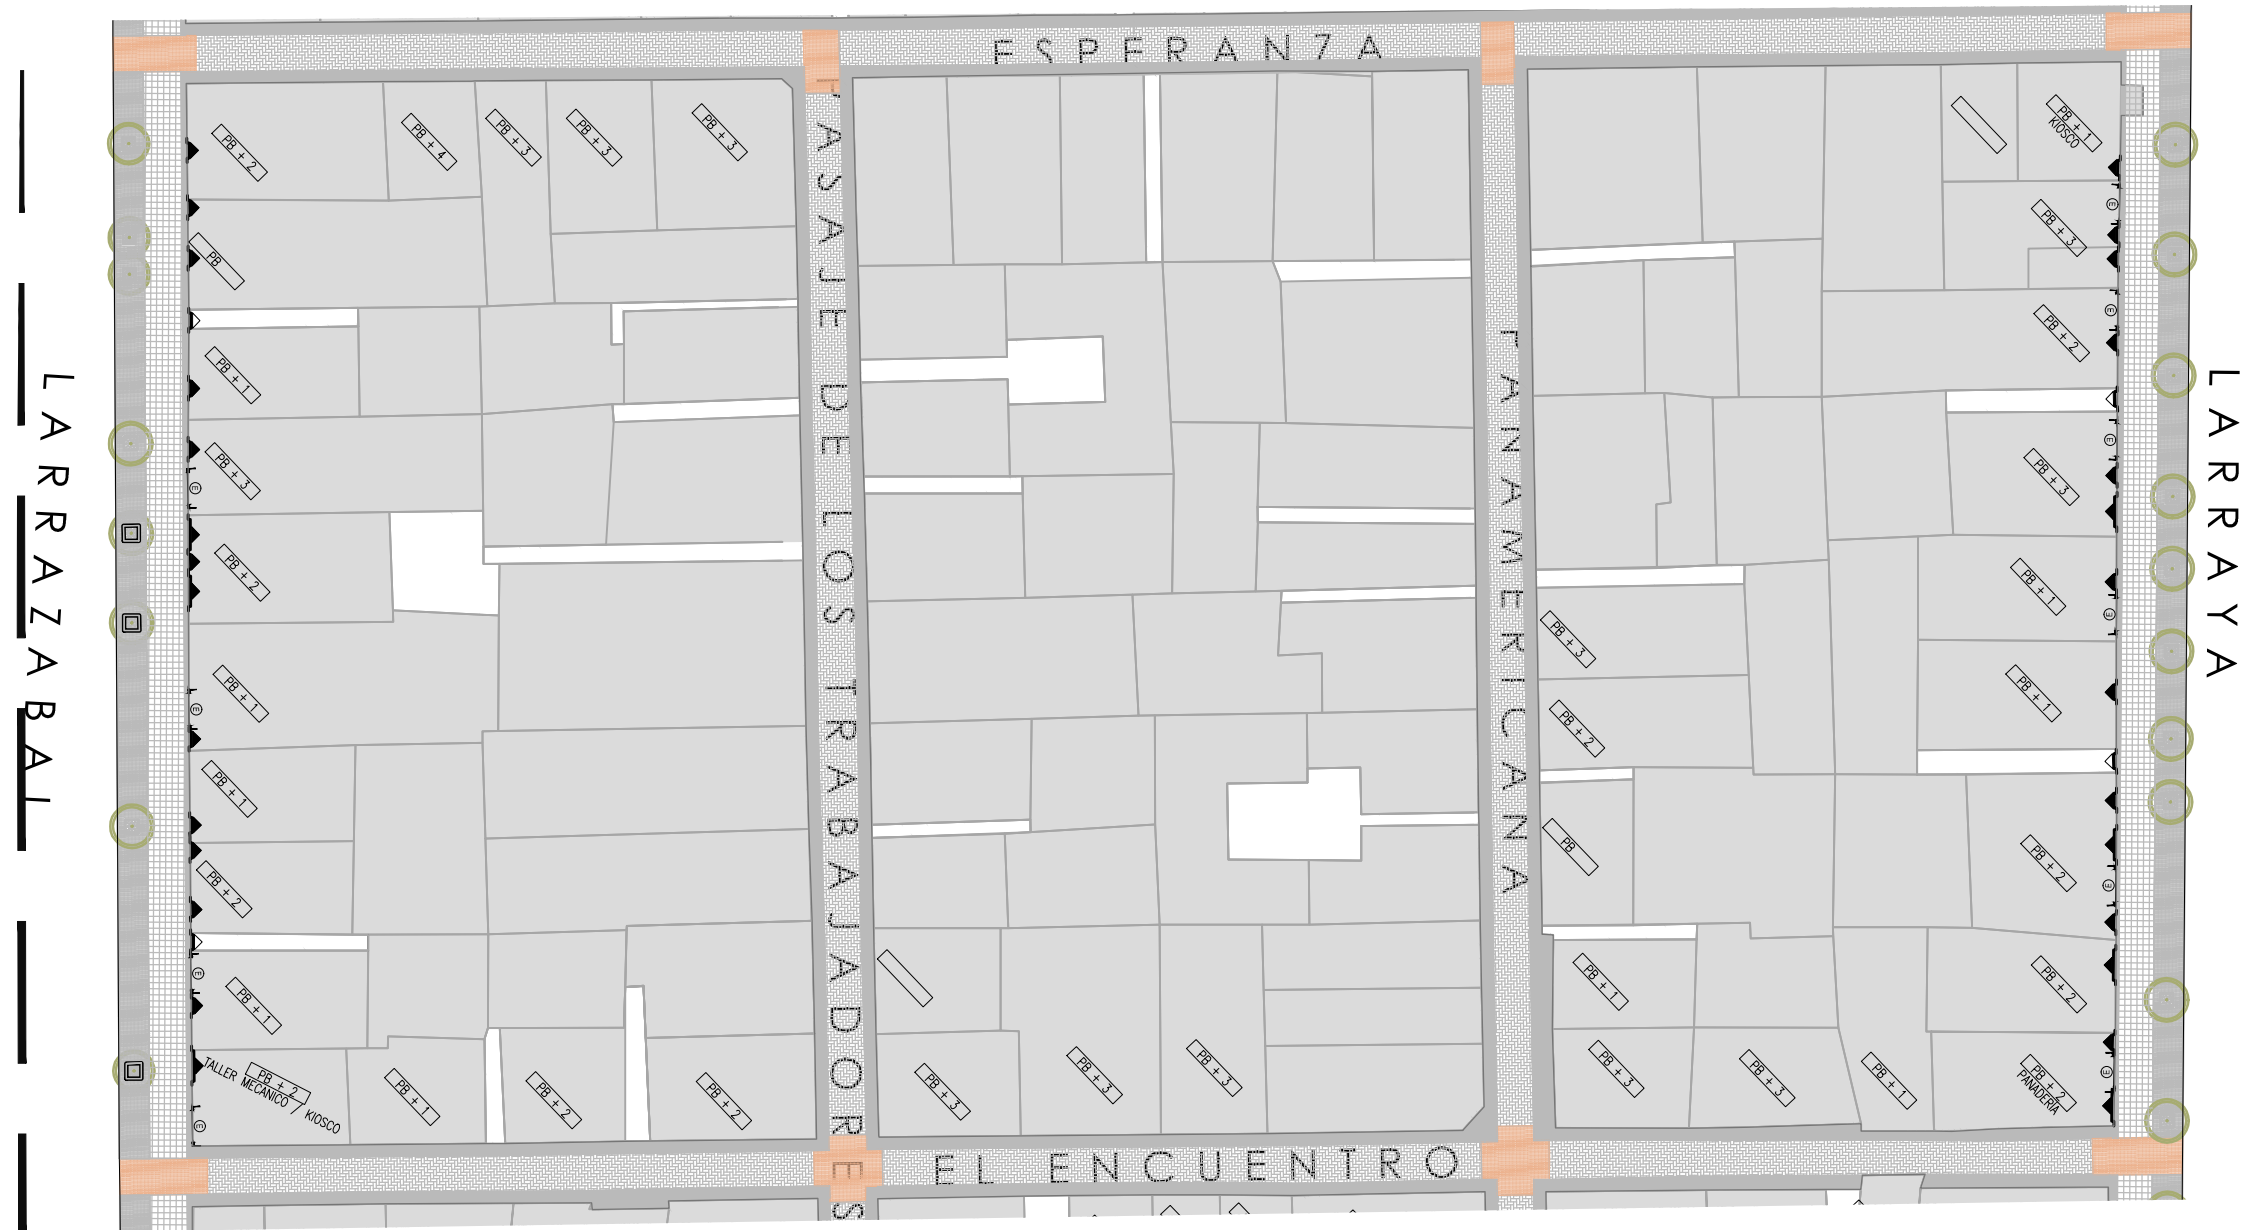 ESPERANZA
LARRAZABAL
PASAJE DE LOS TRABAJADORES
PANAMERICANA
LARRAYA
EL ENCUENTRO
PB + 2
PB + 4
PB + 3
PB + 3
PB + 3
PB
PB + 1
PB + 3
PB + 2
PB + 1
PB + 1
PB + 2
PB + 1
PB + 2
TALLER MECANICO / KIOSCO
PB + 1
PB + 2
PB + 2
PB + 3
PB + 3
PB + 3
PB + 3
PB + 2
PB
PB + 1
PB + 3
PB + 3
PB + 1
PB + 1
KIOSCO
PB + 3
PB + 2
PB + 3
PB + 1
PB + 1
PB + 2
PB + 2
PB + 2
PANADERIA
E
E
E
E
E
E
E
E
E
E